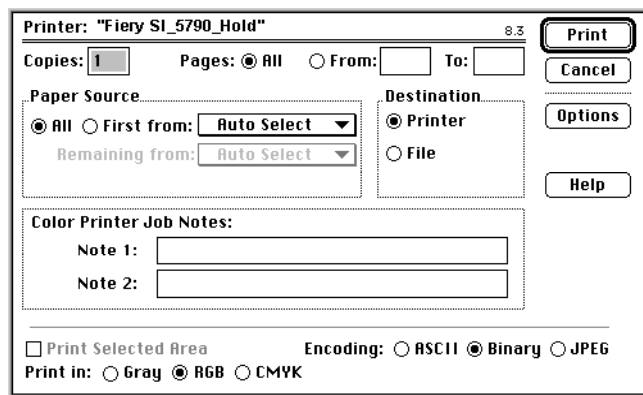 Printer: "Fiery SI_5790_Hold" 8.3 Print
Copies: 1 Pages: All From: To: Cancel
Paper Source Destination
All First from: Auto Select Printer Options
Remaining from: Auto Select File
Help
Color Printer Job Notes:
Note 1:
Note 2:
Print Selected Area Encoding: ASCII Binary JPEG
Print in: Gray RGB CMYK